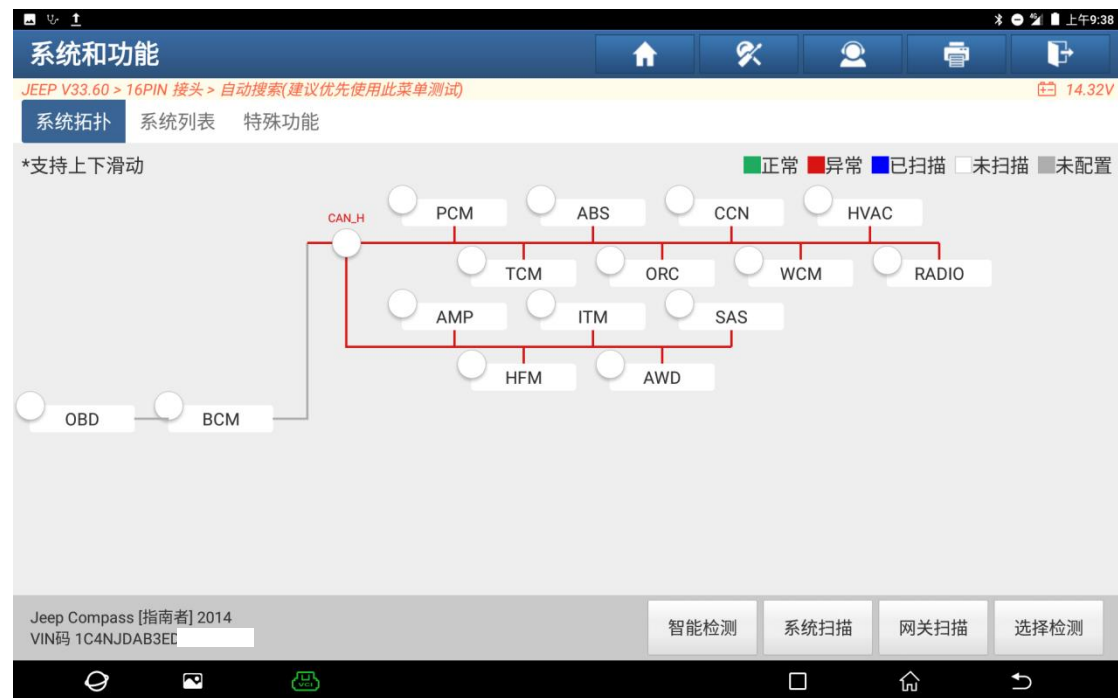 上午9:38
系统和功能
JEEP V33.60 > 16PIN 接头 > 自动搜索(建议优先使用此菜单测试) 14.32V
系统拓扑 系统列表 特殊功能
*支持上下滑动 正常 异常 已扫描 未扫描 未配置
CAN_H PCM ABS CCN HVAC
TCM ORC WCM RADIO
AMP ITM SAS
HFM AWD
OBD BCM
Jeep Compass [指南者] 2014
VIN码 1C4NJDAB3ED
智能检测 系统扫描 网关扫描 选择检测
VCI